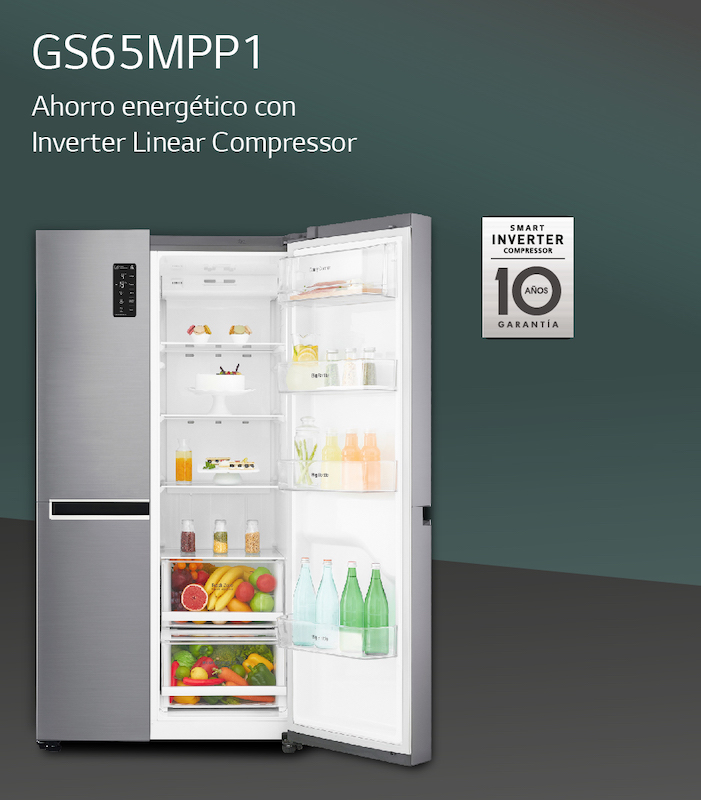 GS65MPP1
Ahorro energético con
Inverter Linear Compressor
SMART
INVERTER
COMPRESSOR
10
AÑOS
GARANTÍA